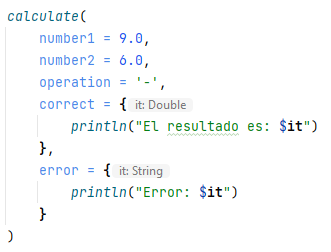 calculate(
    number1 = 9.0,
    number2 = 6.0,
    operation = '-',
    correct = { it: Double
        println("El resultado es: $it")
    },
    error = { it: String
        println("Error: $it")
    }
)